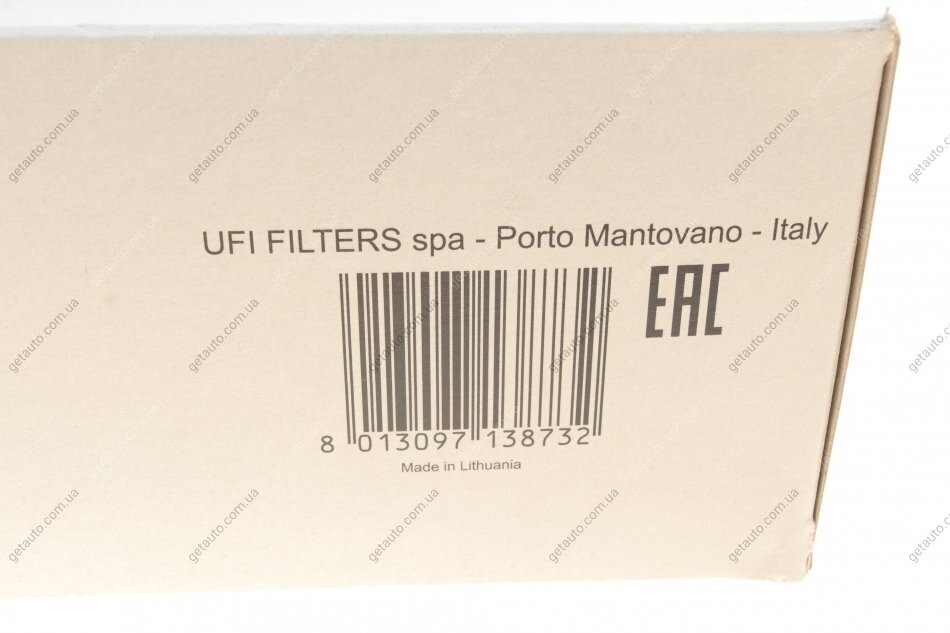 UFI FILTERS spa - Porto Mantovano - Italy
EAC
8 013097 138732
Made in Lithuania
getauto.com.ua